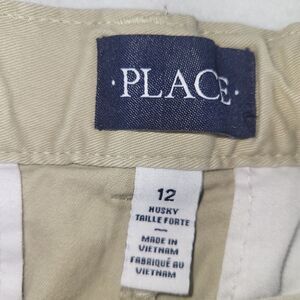 ·PLACE·
12
HUSKY
TAILLE FORTE
MADE IN
VIETNAM
FABRIQUÉ AU
VIETNAM